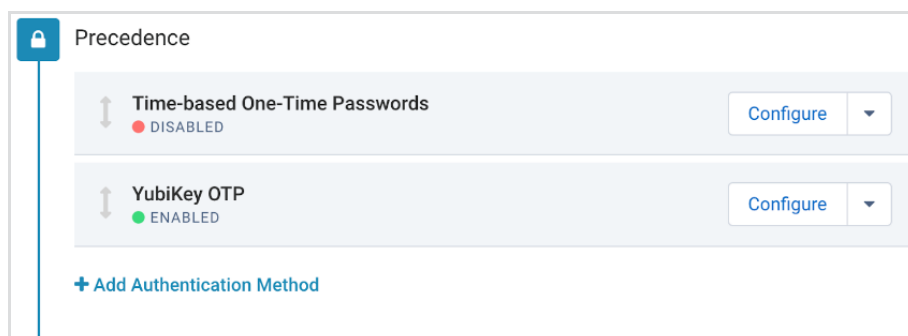 Precedence
Time-based One-Time Passwords
DISABLED
Configure
YubiKey OTP
ENABLED
Configure
+ Add Authentication Method